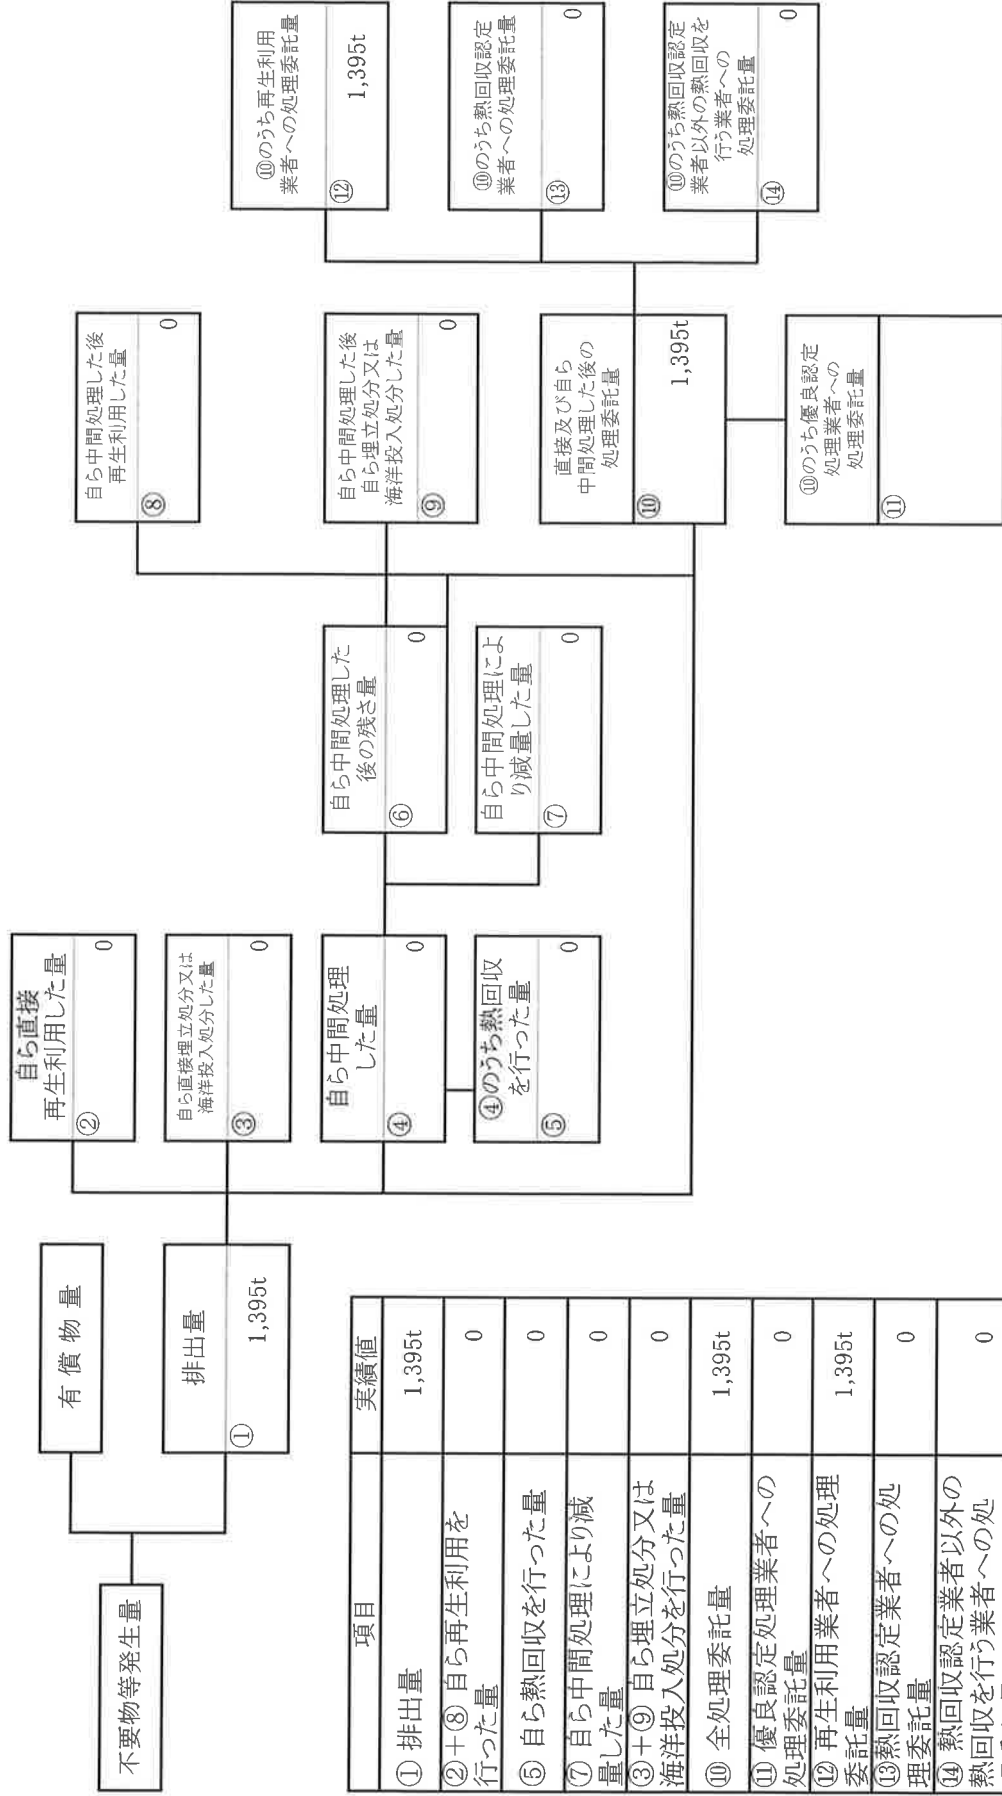 不要物等発生量
有 償 物 量
排出量
①
1,395t
自ら直接
再生利用した量
②
0
自ら直接埋立処分又は
海洋投入処分した量
③
0
自ら中間処理
した量
④
0
④のうち熱回収
を行った量
⑤
0
自ら中間処理した
後の残さ量
⑥
0
自ら中間処理によ
り減量した量
⑦
0
自ら中間処理した後
再生利用した量
⑧
0
自ら中間処理した後
自ら埋立処分又は
海洋投入処分した量
⑨
0
直接及び自ら
中間処理した後の
処理委託量
⑩
1,395t
⑩のうち優良認定
処理業者への
処理委託量
⑪
⑩のうち再生利用
業者への処理委託量
⑫
1,395t
⑩のうち熱回収認定
業者への処理委託量
⑬
0
⑩のうち熱回収認定
業者以外の熱回収を
行う業者への
処理委託量
⑭
0
項目
実績値
① 排出量
1,395t
②＋⑧ 自ら再生利用を
行った量
0
⑤ 自ら熱回収を行った量
0
⑦ 自ら中間処理により減
量した量
0
③＋⑨ 自ら埋立処分又は
海洋投入処分を行った量
0
⑩ 全処理委託量
1,395t
⑪ 優良認定処理業者への
処理委託量
0
⑫ 再生利用業者への処理
委託量
1,395t
⑬熱回収認定業者への処
理委託量
0
⑭ 熱回収認定業者以外の
熱回収を行う業者への処
0